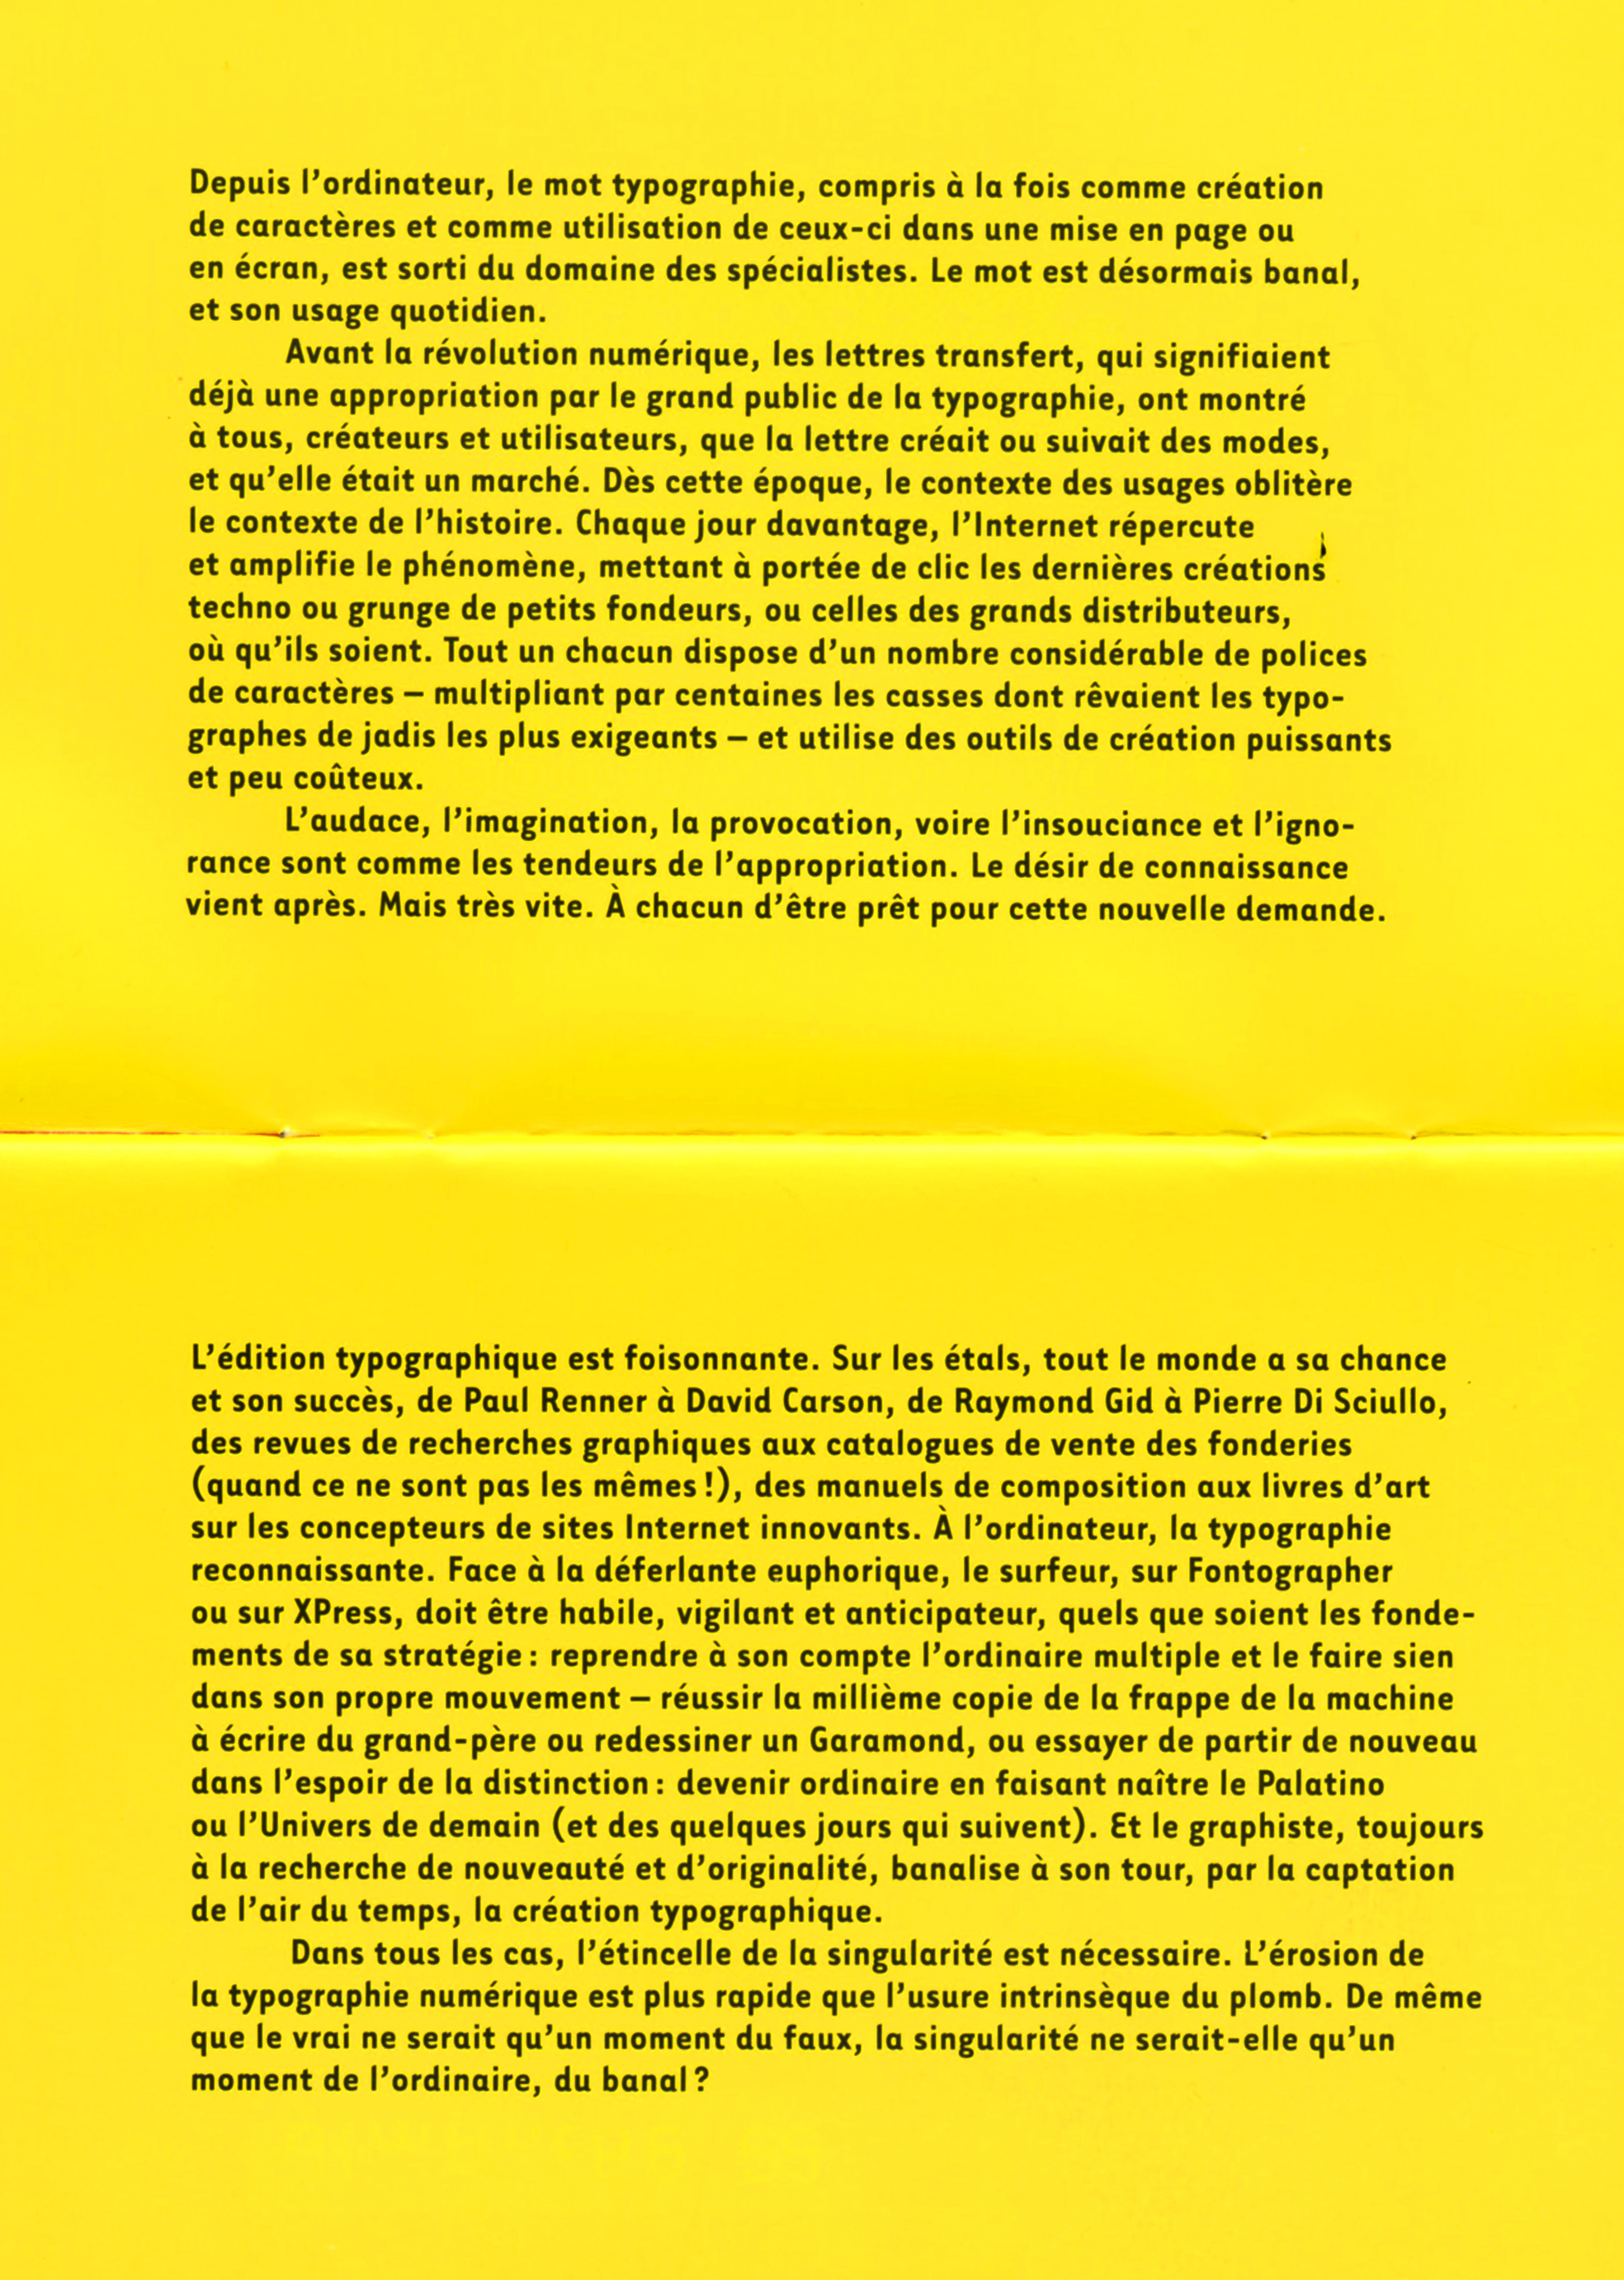 Depuis l’ordinateur, le mot typographie, compris à la fois comme création
de caractères et comme utilisation de ceux-ci dans une mise en page ou
en écran, est sorti du domaine des spécialistes. Le mot est désormais banal,
et son usage quotidien.
Avant la révolution numérique, les lettres transfert, qui signifiaient
déjà une appropriation par le grand public de la typographie, ont montré
à tous, créateurs et utilisateurs, que la lettre créait ou suivait des modes,
et qu’elle était un marché. Dès cette époque, le contexte des usages oblitère
le contexte de l’histoire. Chaque jour davantage, l’Internet répercute
et amplifie le phénomène, mettant à portée de clic les dernières créations
techno ou grunge de petits fondeurs, ou celles des grands distributeurs,
où qu’ils soient. Tout un chacun dispose d’un nombre considérable de polices
de caractères – multipliant par centaines les casses dont rêvaient les typo-
graphes de jadis les plus exigeants – et utilise des outils de création puissants
et peu coûteux.
L’audace, l’imagination, la provocation, voire l’insouciance et l’igno-
rance sont comme les tendeurs de l’appropriation. Le désir de connaissance
vient après. Mais très vite. À chacun d’être prêt pour cette nouvelle demande.
L’édition typographique est foisonnante. Sur les étals, tout le monde a sa chance
et son succès, de Paul Renner à David Carson, de Raymond Gid à Pierre Di Sciullo,
des revues de recherches graphiques aux catalogues de vente des fonderies
(quand ce ne sont pas les mêmes !), des manuels de composition aux livres d’art
sur les concepteurs de sites Internet innovants. À l’ordinateur, la typographie
reconnaissante. Face à la déferlante euphorique, le surfeur, sur Fontographer
ou sur XPress, doit être habile, vigilant et anticipateur, quels que soient les fonde-
ments de sa stratégie : reprendre à son compte l’ordinaire multiple et le faire sien
dans son propre mouvement – réussir la millième copie de la frappe de la machine
à écrire du grand-père ou redessiner un Garamond, ou essayer de partir de nouveau
dans l’espoir de la distinction : devenir ordinaire en faisant naître le Palatino
ou l’Univers de demain (et des quelques jours qui suivent). Et le graphiste, toujours
à la recherche de nouveauté et d’originalité, banalise à son tour, par la captation
de l’air du temps, la création typographique.
Dans tous les cas, l’étincelle de la singularité est nécessaire. L’érosion de
la typographie numérique est plus rapide que l’usure intrinsèque du plomb. De même
que le vrai ne serait qu’un moment du faux, la singularité ne serait-elle qu’un
moment de l’ordinaire, du banal ?